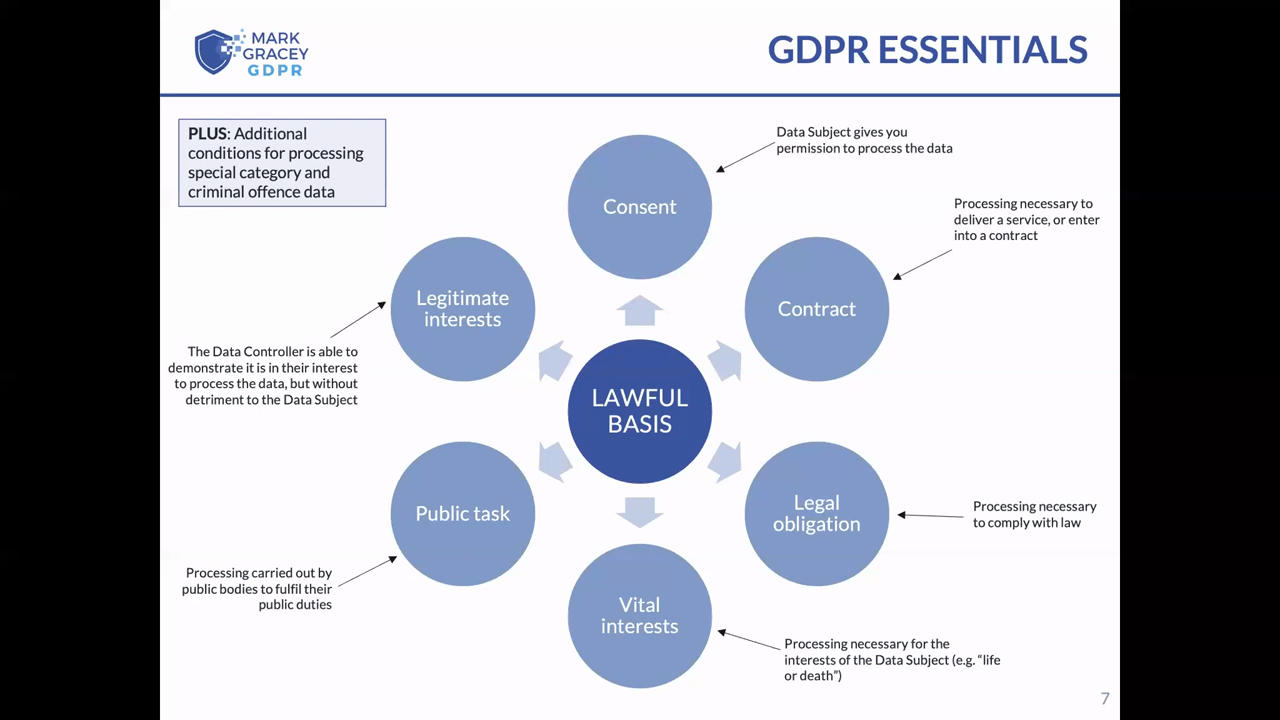 MARK
GRACEY
GDPR
GDPR ESSENTIALS
PLUS: Additional
conditions for processing
special category and
criminal offence data
Data Subject gives you
permission to process the data
Consent
Processing necessary to
deliver a service, or enter
into a contract
Contract
Legitimate
interests
The Data Controller is able to
demonstrate it is in their interest
to process the data, but without
detriment to the Data Subject
LAWFUL
BASIS
Legal
obligation
Processing necessary
to comply with law
Public task
Processing carried out by
public bodies to fulfil their
public duties
Vital
interests
Processing necessary for the
interests of the Data Subject (e.g. “life
or death”)
7